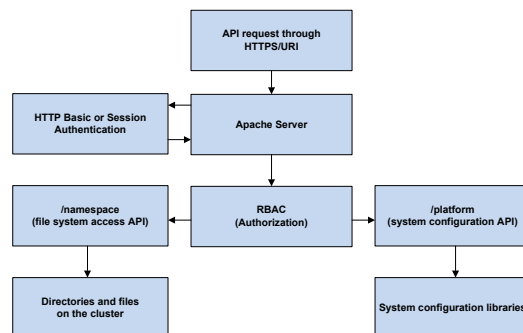 API request through
HTTPS/URI
HTTP Basic or Session
Authentication
Apache Server
/namespace
(file system access API)
RBAC
(Authorization)
/platform
(system configuration API)
Directories and files
on the cluster
System configuration libraries